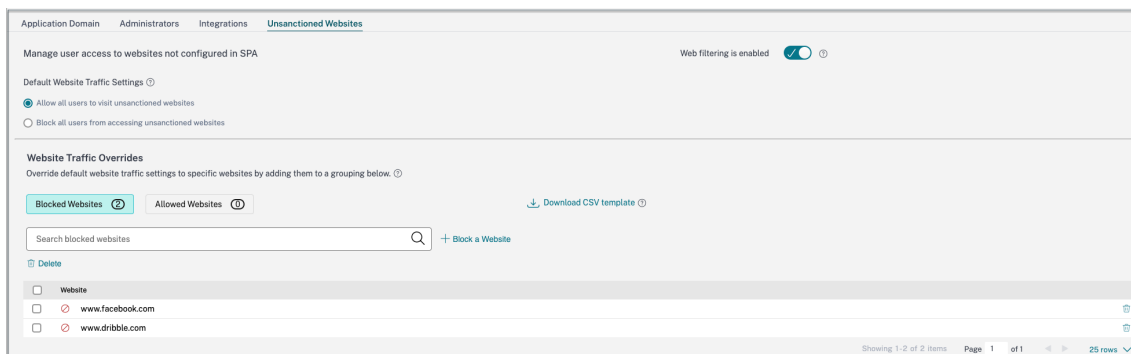 Application Domain Administrators Integrations Unsanctioned Websites
Manage user access to websites not configured in SPA Web filtering is enabled
Default Website Traffic Settings
Allow all users to visit unsanctioned websites
Block all users from accessing unsanctioned websites
Website Traffic Overrides
Override default website traffic settings to specific websites by adding them to a grouping below.
Blocked Websites 2 Allowed Websites 0 Download CSV template
Search blocked websites + Block a Website
Delete
Website
www.facebook.com
www.dribble.com
Showing 1-2 of 2 items Page 1 of 1 25 rows